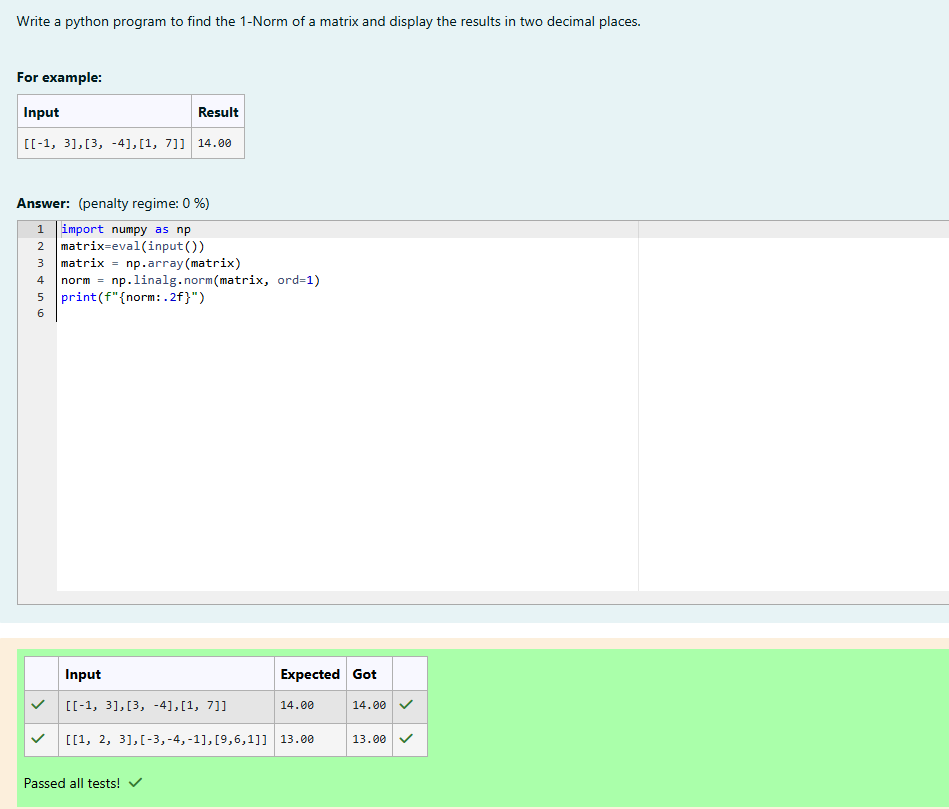 Write a python program to find the 1-Norm of a matrix and display the results in two decimal places.
For example:
Input Result
[[-1, 3],[3, -4],[1, 7]] 14.00
Answer: (penalty regime: 0 %)
1 import numpy as np
2 matrix=eval(input())
3 matrix = np.array(matrix)
4 norm = np.linalg.norm(matrix, ord=1)
5 print(f"{norm:.2f}")
6
Input Expected Got
[[-1, 3],[3, -4],[1, 7]] 14.00 14.00
[[1, 2, 3],[-3,-4,-1],[9,6,1]] 13.00 13.00
Passed all tests!